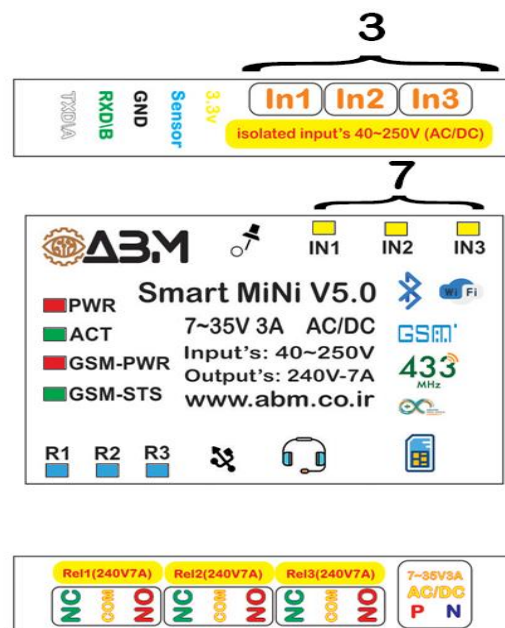 3
TXD\A RXD\B GND Sensor 3.3v In1 In2 In3
isolated input's 40~250V (AC/DC)
7
ABM IN1 IN2 IN3
Smart MiNi V5.0 Wi Fi
PWR
7~35V 3A AC/DC GSM
ACT
Input's: 40~250V
GSM-PWR
Output's: 240V-7A 433 MHz
GSM-STS
www.abm.co.ir
R1 R2 R3
Rel1(240V7A) Rel2(240V7A) Rel3(240V7A) 7~35V3A
AC/DC
NC COM NO NC COM NO NC COM NO P N